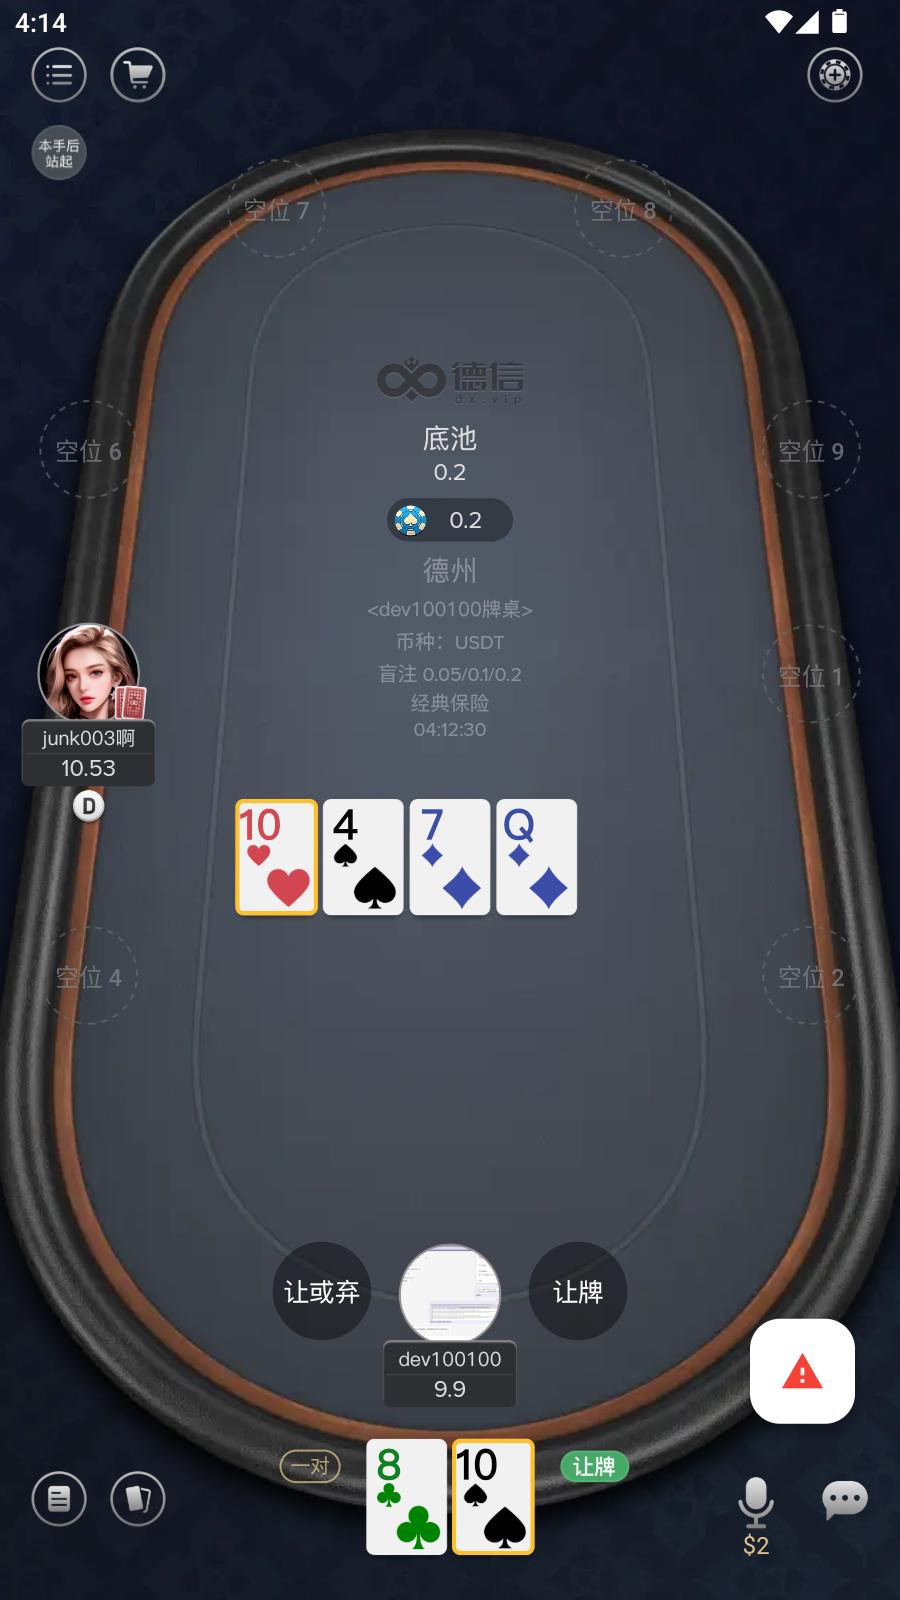 4:14
本手后
站起
空位 7
空位 8
德信
dx.vip
底池
0.2
空位 6
空位 9
0.2
德州
<dev100100牌桌>
币种：USDT
空位 1
盲注 0.05/0.1/0.2
经典保险
04:12:30
junk003啊
10.53
D
10
4
7
Q
空位 4
空位 2
让或弃
让牌
dev100100
9.9
一对
8
10
让牌
$2